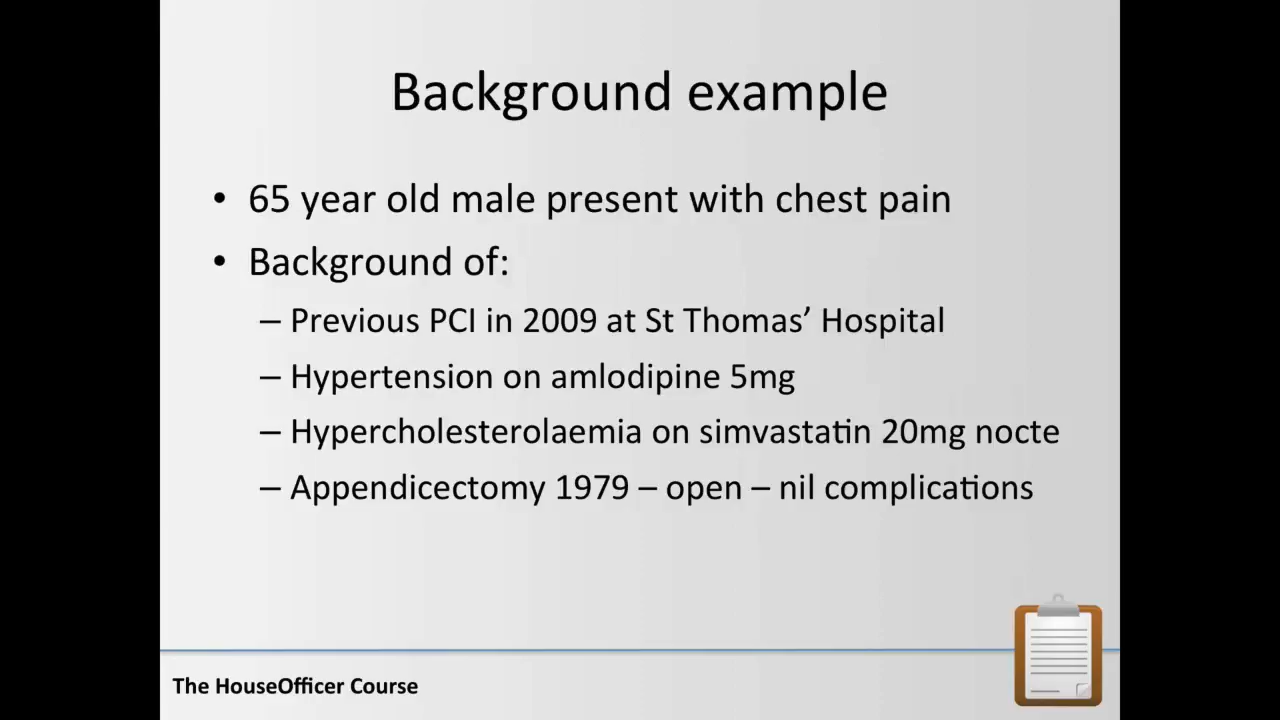 Background example
• 65 year old male present with chest pain
• Background of:
– Previous PCI in 2009 at St Thomas’ Hospital
– Hypertension on amlodipine 5mg
– Hypercholesterolaemia on simvastatin 20mg nocte
– Appendicectomy 1979 – open – nil complications
The HouseOfficer Course